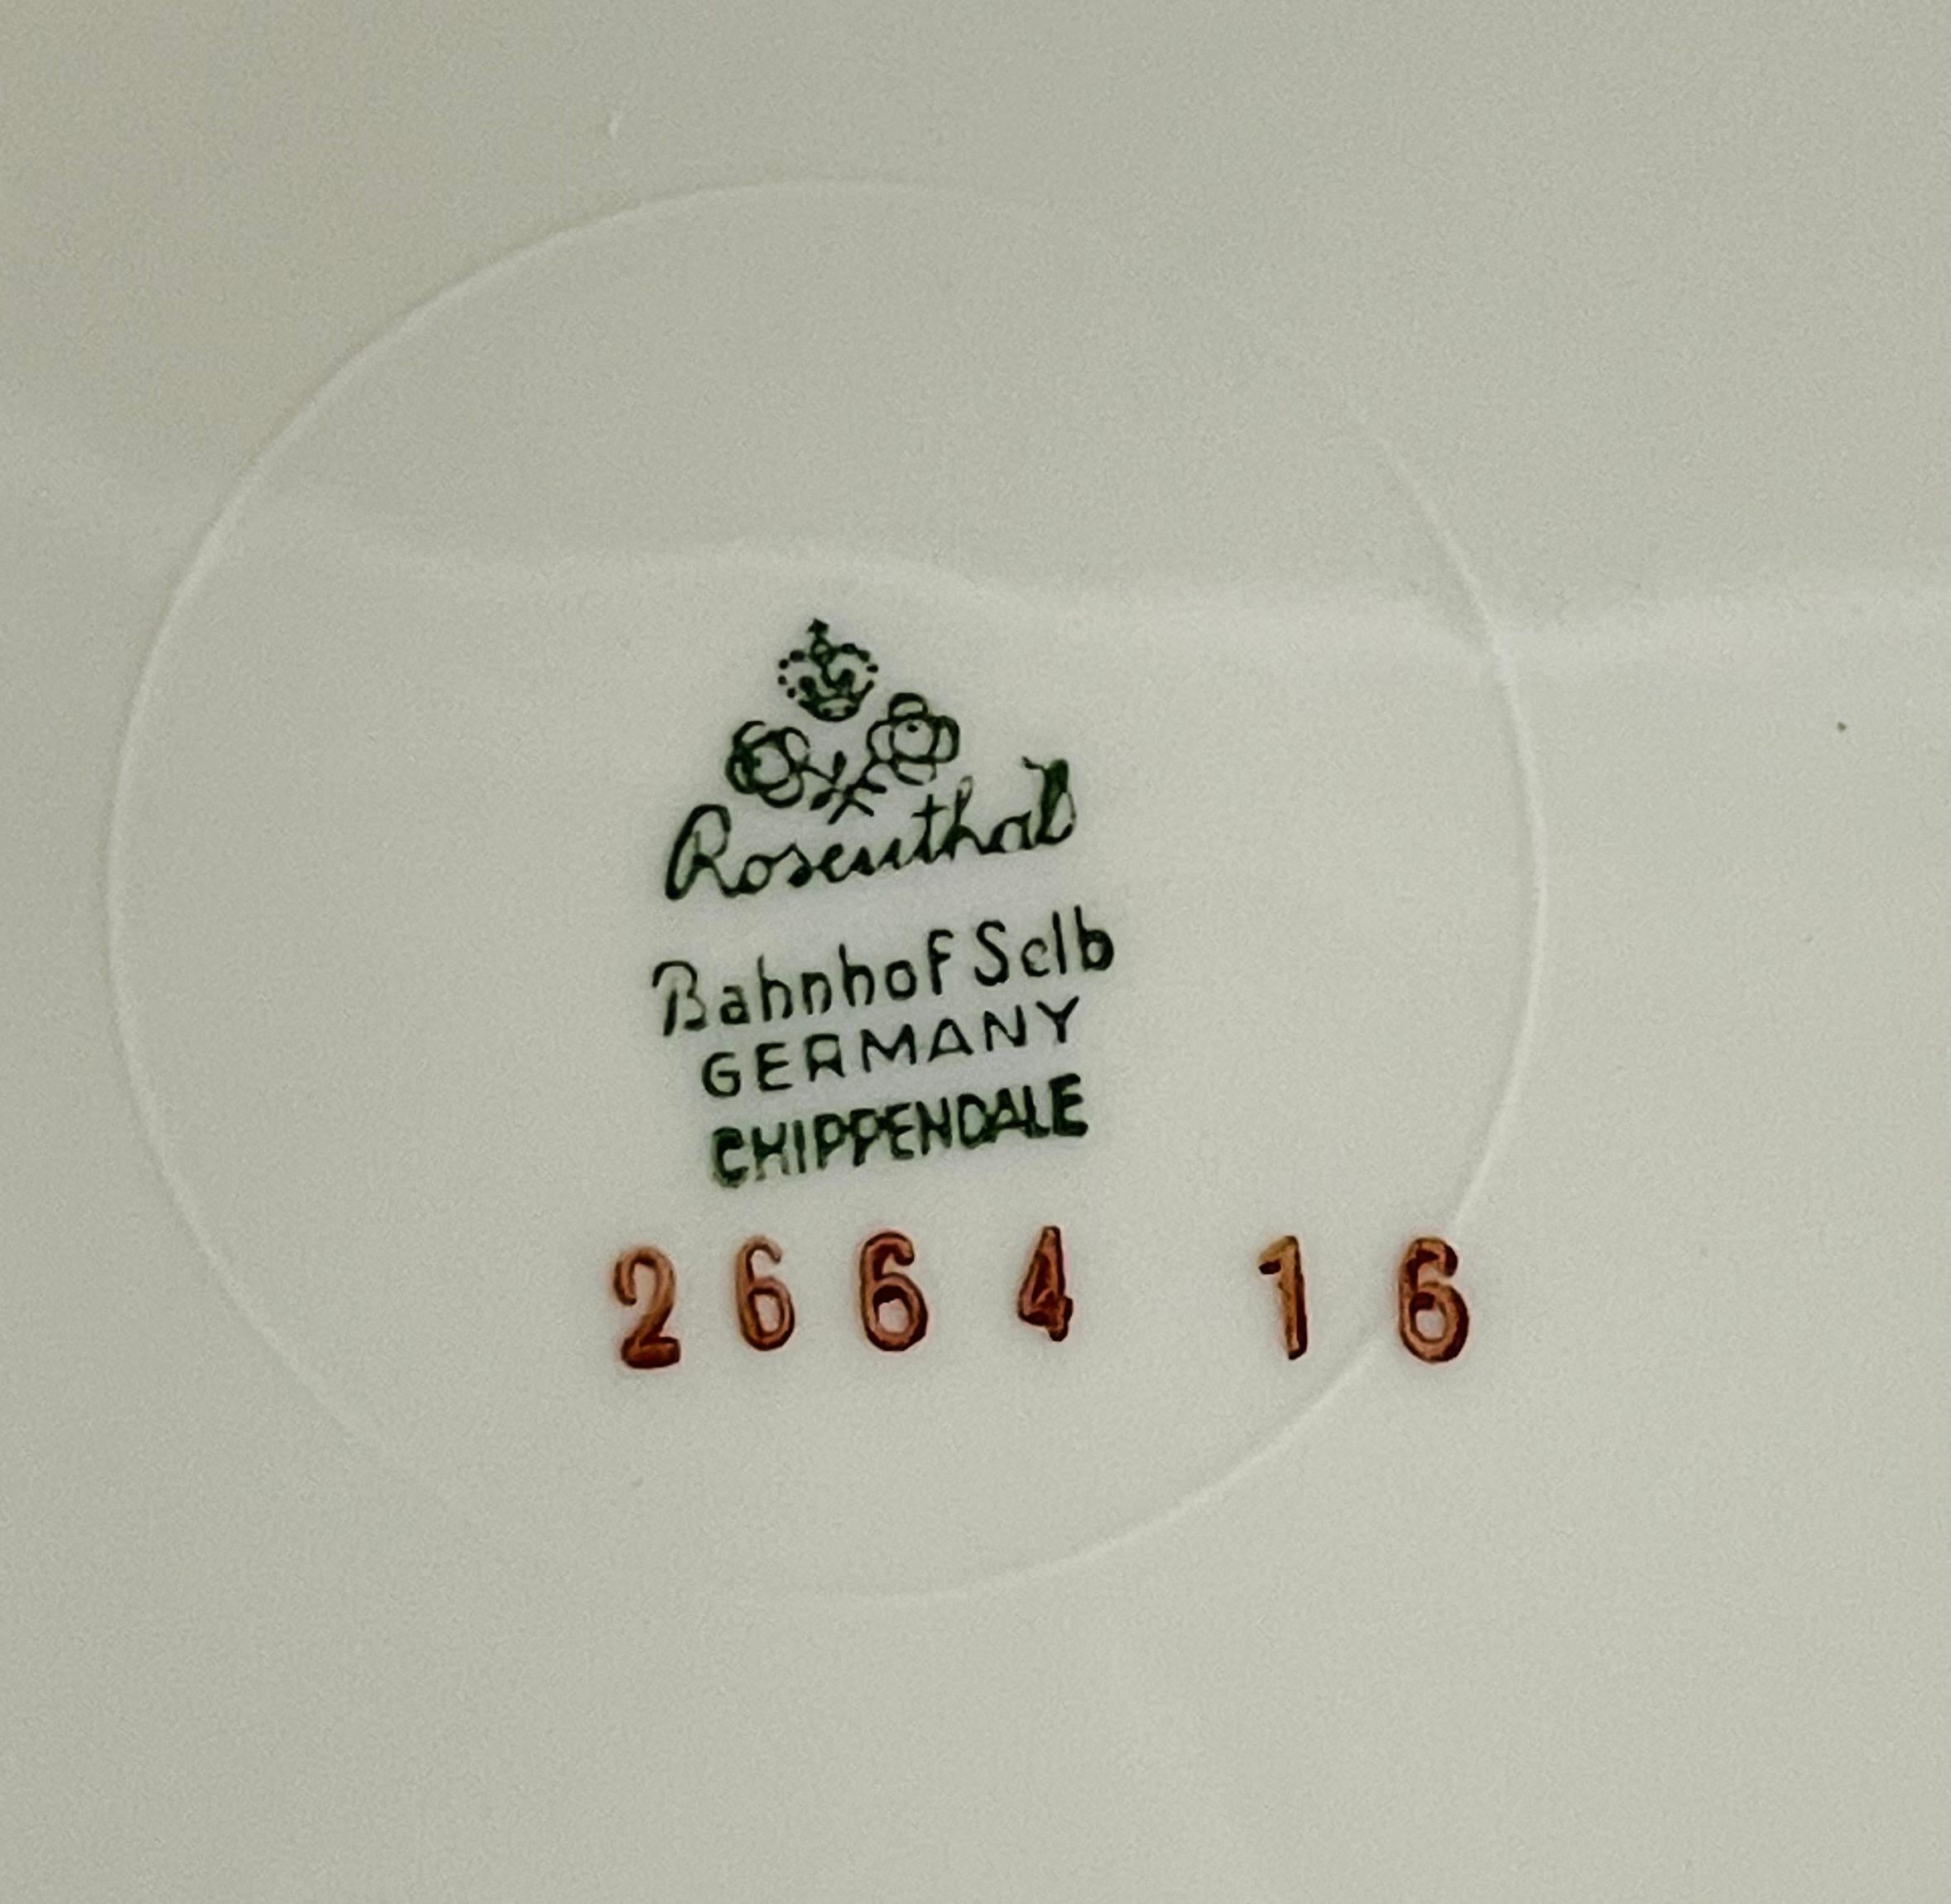 Rosenthal
Bahnhof Selb
GERMANY
CHIPPENDALE
2664 16